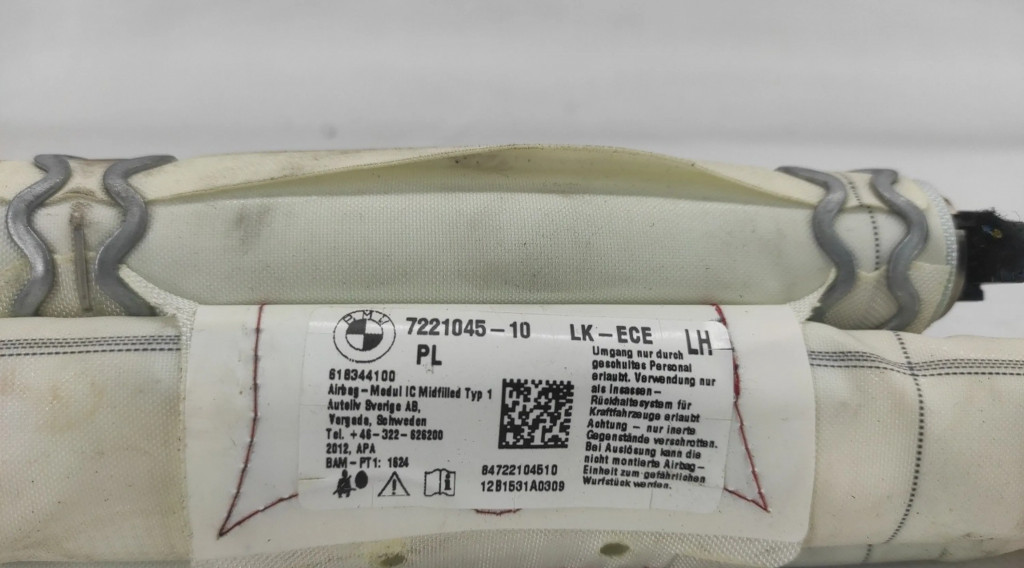 BMW
7221045-10 LK-ECE LH
PL
618344100
Airbag-Modul IC Midfilled Typ 1
Autoliv Sverige AB,
Vargada, Schweden
Tel. +46-322-626200
2012, APA
BAM-PT1: 1624
84722104510
12B1531A0309
Umgang nur durch
geschultes Personal
erlaubt. Verwendung nur
als Insassen-
Rückhaltesystem für
Kraftfahrzeuge erlaubt
Achtung - nur inerte
Gegenstände verschrotten.
Bei Auslösung kann die
nicht montierte Airbag-
Einheit zum gefährlichen
Wurfstück werden.